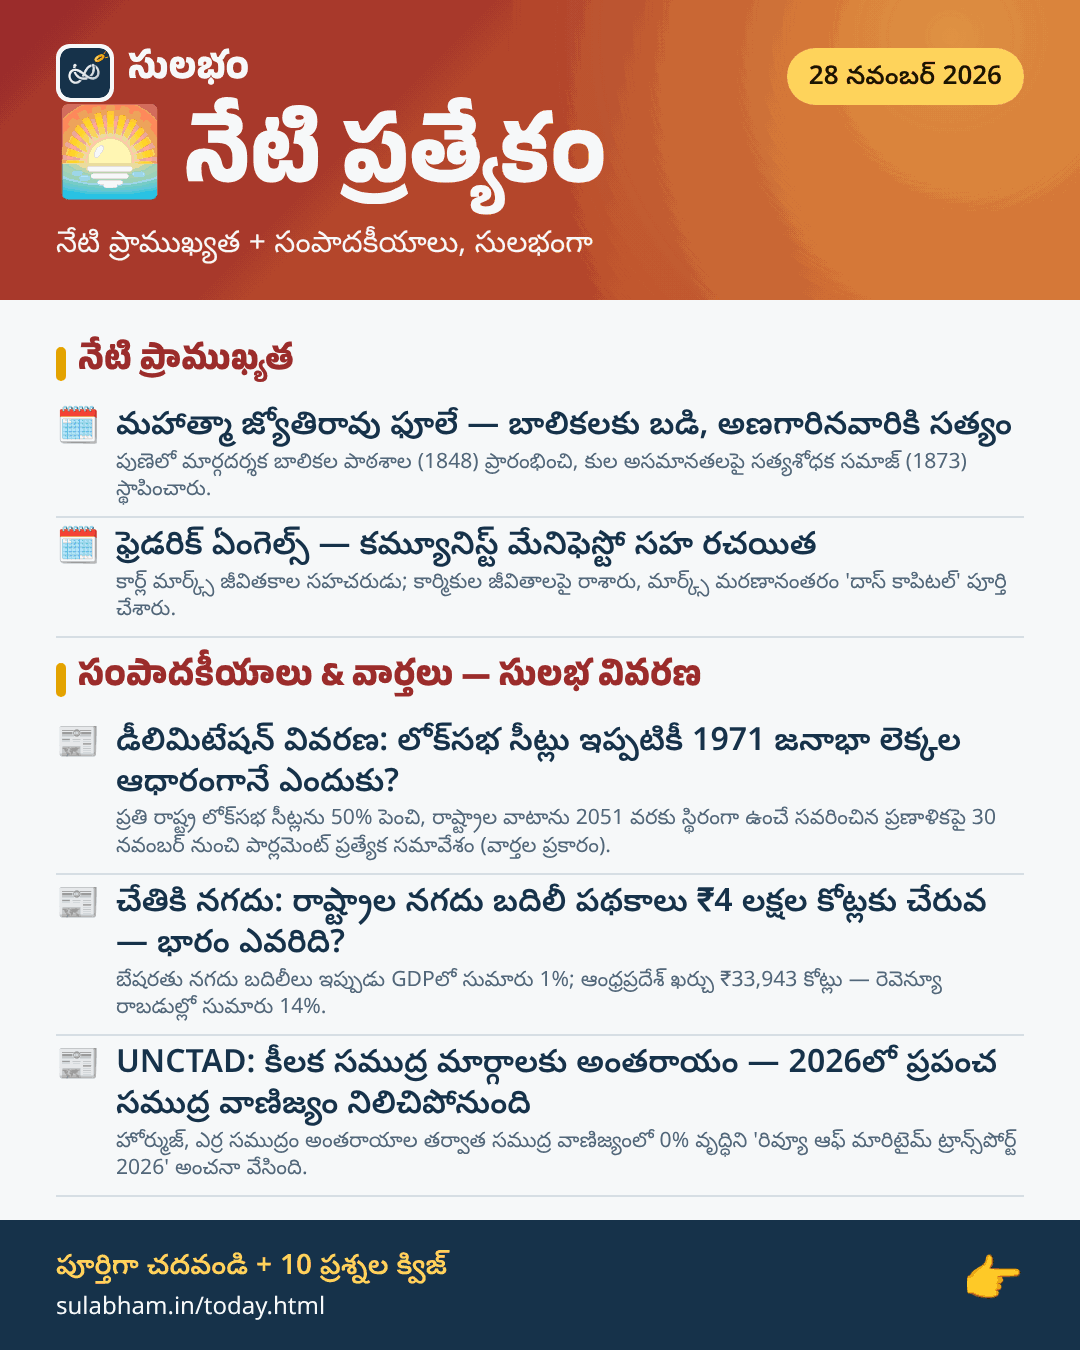 సులభం
28 నవంబర్ 2026
నేటి ప్రత్యేకం
నేటి ప్రాముఖ్యత + సంపాదకీయాలు, సులభంగా
నేటి ప్రాముఖ్యత
మహాత్మా జ్యోతిరావు ఫూలే — బాలికలకు బడి, అణగారినవారికి సత్యం
పుణెలో మార్గదర్శక బాలికల పాఠశాల (1848) ప్రారంభించి, కుల అసమానతలపై సత్యశోధక సమాజ్ (1873)
స్థాపించారు.
ఫ్రెడరిక్ ఏంగెల్స్ — కమ్యూనిస్ట్ మేనిఫెస్టో సహ రచయిత
కార్ల్ మార్క్స్ జీవితకాల సహచరుడు; కార్మికుల జీవితాలపై రాశారు, మార్క్స్ మరణానంతరం 'దాస్ కాపిటల్' పూర్తి
చేశారు.
సంపాదకీయాలు & వార్తలు — సులభ వివరణ
డీలిమిటేషన్ వివరణ: లోక్‌సభ సీట్లు ఇప్పటికీ 1971 జనాభా లెక్కల
ఆధారంగానే ఎందుకు?
ప్రతి రాష్ట్ర లోక్‌సభ సీట్లను 50% పెంచి, రాష్ట్రాల వాటాను 2051 వరకు స్థిరంగా ఉంచే సవరించిన ప్రణాళికపై 30
నవంబర్ నుంచి పార్లమెంట్ ప్రత్యేక సమావేశం (వార్తల ప్రకారం).
చేతికి నగదు: రాష్ట్రాల నగదు బదిలీ పథకాలు ₹4 లక్షల కోట్లకు చేరువ
— భారం ఎవరిది?
బేషరతు నగదు బదిలీలు ఇప్పుడు GDPలో సుమారు 1%; ఆంధ్రప్రదేశ్ ఖర్చు ₹33,943 కోట్లు — రెవెన్యూ
రాబడుల్లో సుమారు 14%.
UNCTAD: కీలక సముద్ర మార్గాలకు అంతరాయం — 2026లో ప్రపంచ
సముద్ర వాణిజ్యం నిలిచిపోనుంది
హోర్ముజ్, ఎర్ర సముద్రం అంతరాయాల తర్వాత సముద్ర వాణిజ్యంలో 0% వృద్ధిని 'రివ్యూ ఆఫ్ మారిటైమ్ ట్రాన్స్‌పోర్ట్
2026' అంచనా వేసింది.
పూర్తిగా చదవండి + 10 ప్రశ్నల క్విజ్
sulabham.in/today.html